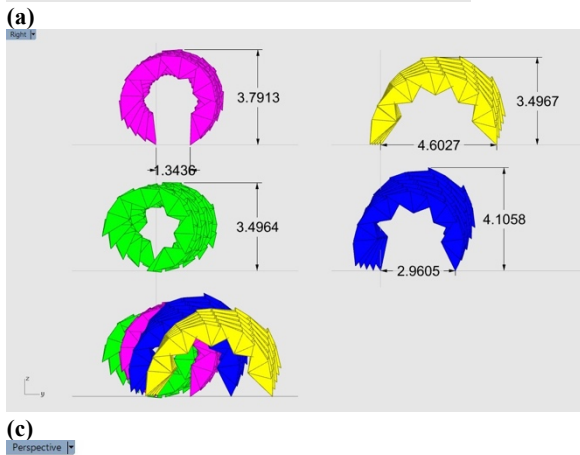 (a)
Right
3.7913
3.4967
1.3436
4.6027
3.4964
4.1058
2.9605
z
y
(c)
Perspective